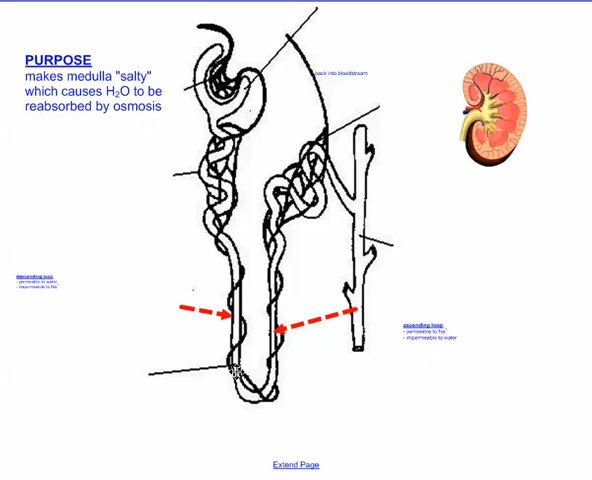 PURPOSE
makes medulla "salty"
which causes H₂O to be
reabsorbed by osmosis
back into bloodstream
descending loop
- permeable to water
- impermeable to Na
ascending loop
- permeable to Na
- impermeable to water
Extend Page